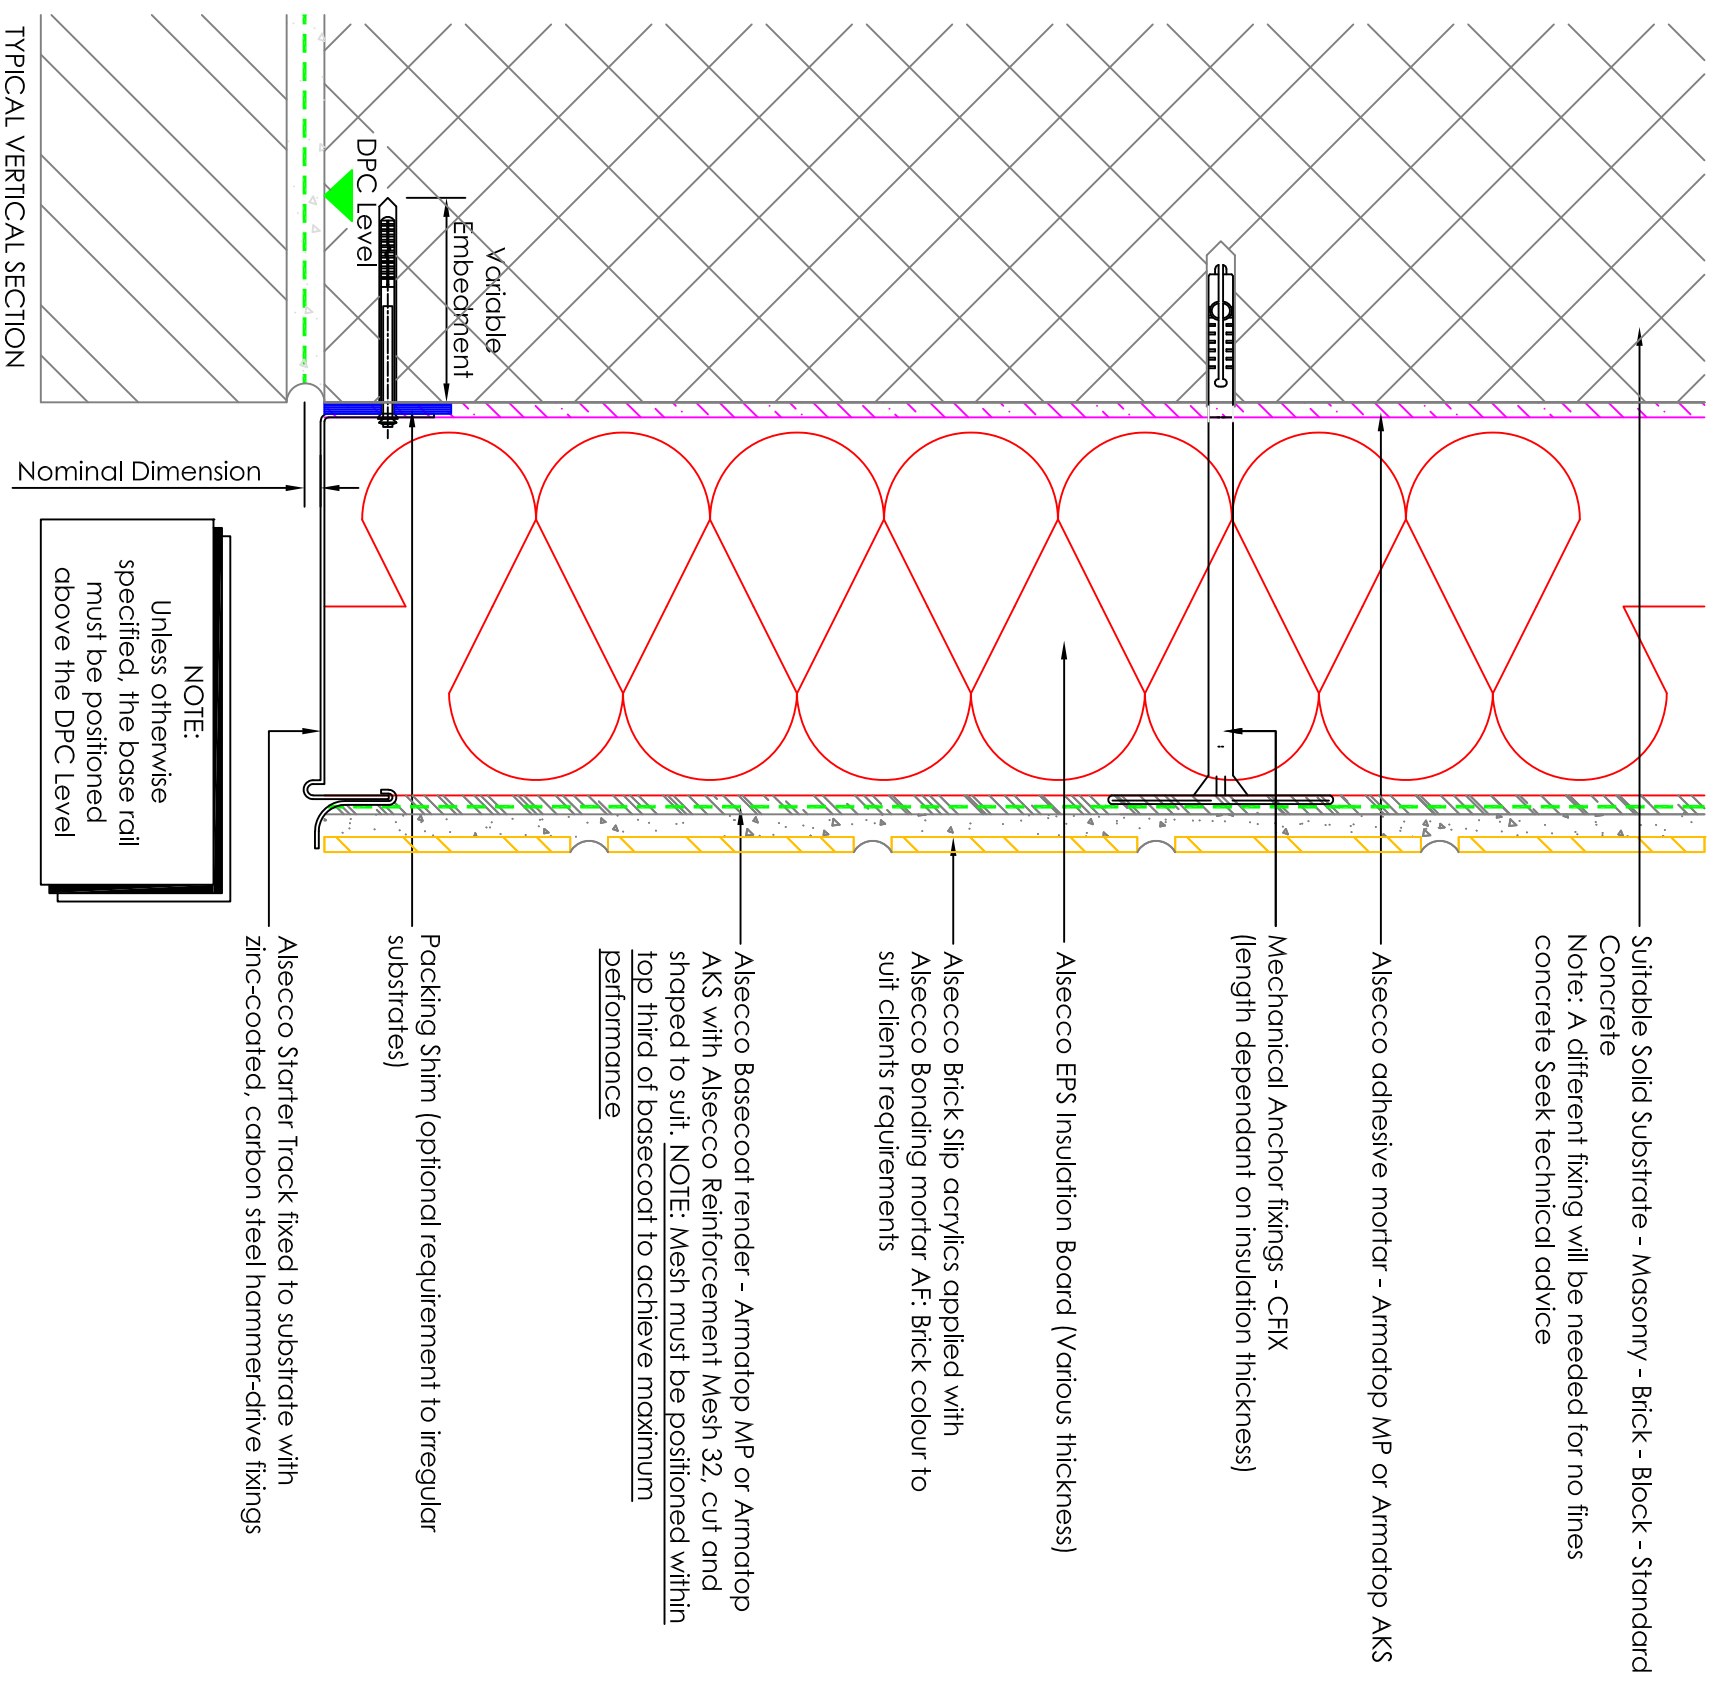 Suitable Solid Substrate - Masonry - Brick - Block - Standard
Concrete
Note: A different fixing will be needed for no fines
concrete Seek technical advice
Alsecco adhesive mortar - Armatop MP or Armatop AKS
Mechanical Anchor fixings - CFIX
(length dependant on insulation thickness)
Alsecco EPS Insulation Board (Various thickness)
Alsecco Brick Slip acrylics applied with
Alsecco Bonding mortar AF: Brick colour to
suit clients requirements
Alsecco Basecoat render - Armatop MP or Armatop
AKS with Alsecco Reinforcement Mesh 32, cut and
shaped to suit. NOTE: Mesh must be positioned within
top third of basecoat to achieve maximum
performance
Packing Shim (optional requirement to irregular
substrates)
Alsecco Starter Track fixed to substrate with
zinc-coated, carbon steel hammer-drive fixings
Variable
Embedment
DPC Level
Nominal Dimension
NOTE:
Unless otherwise
specified, the base rail
must be positioned
above the DPC Level
TYPICAL VERTICAL SECTION